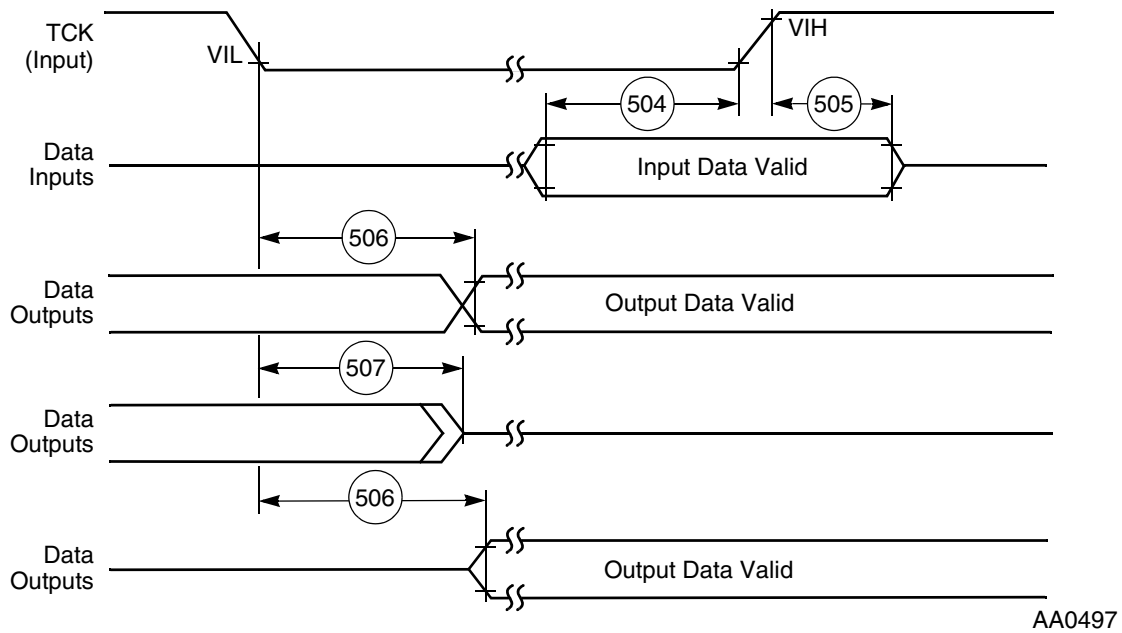 TCK
(Input)
VIL
VIH
504
505
Data
Inputs
Input Data Valid
506
Data
Outputs
Output Data Valid
507
Data
Outputs
506
Data
Outputs
Output Data Valid
AA0497